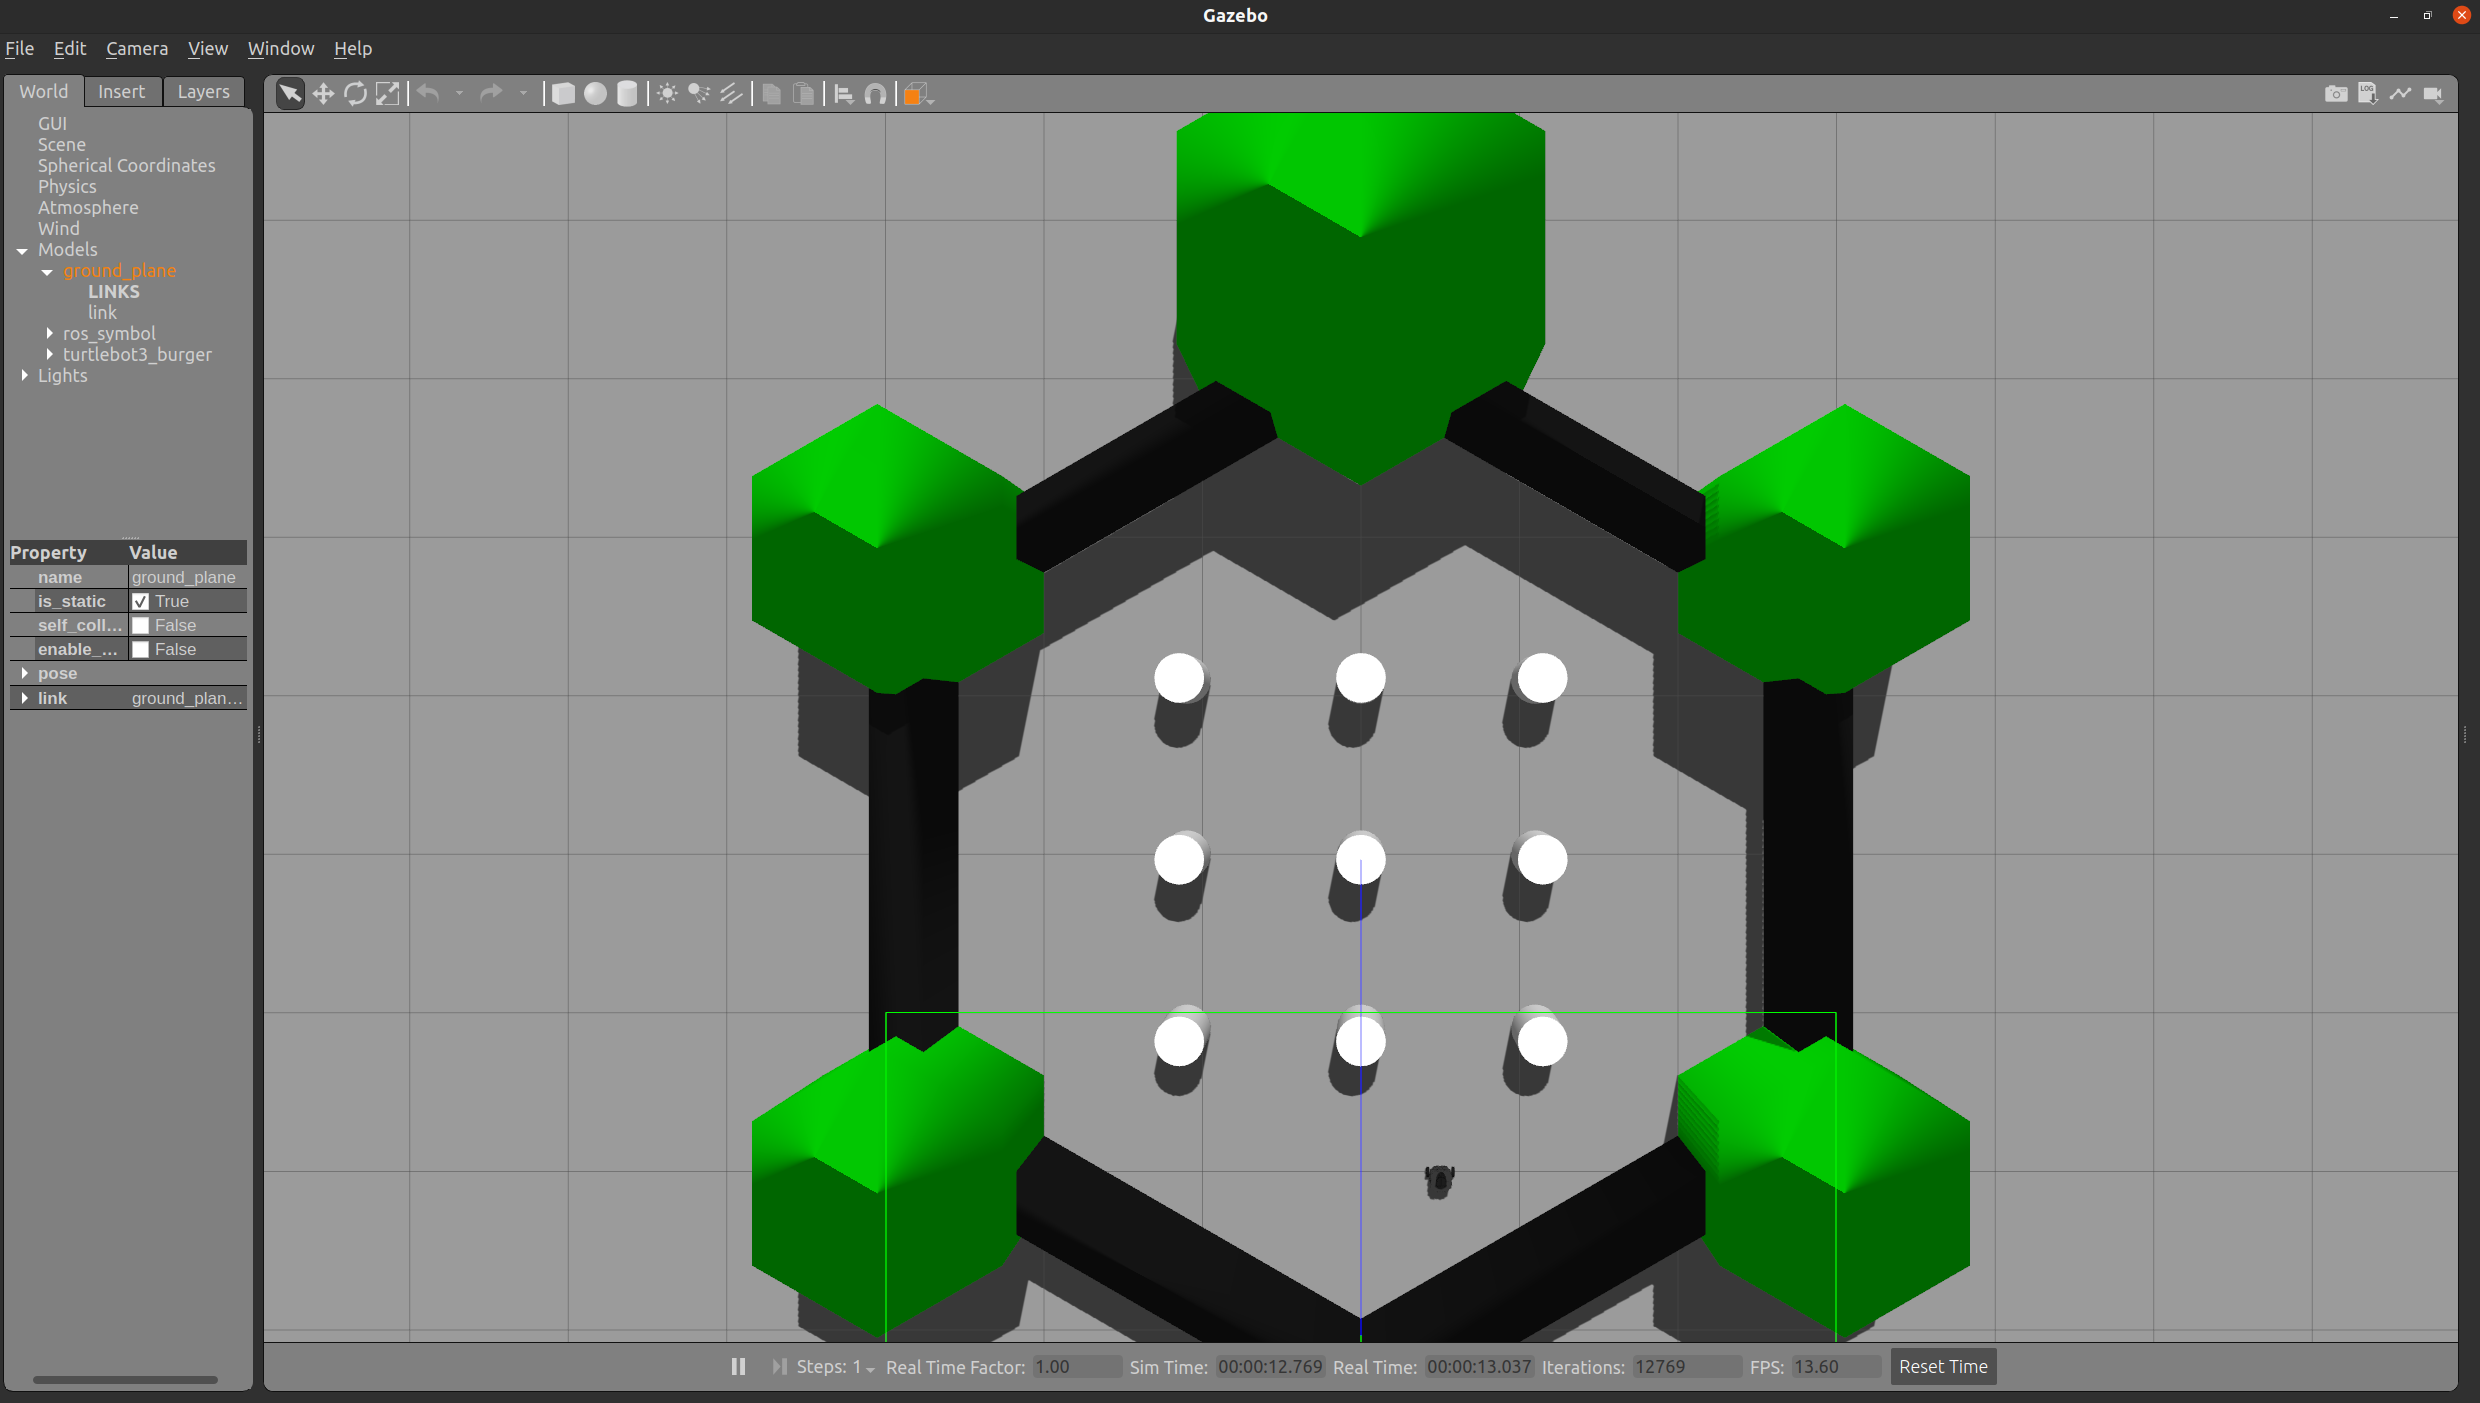 Gazebo
File Edit Camera View Window Help
World Insert Layers
GUI
Scene
Spherical Coordinates
Physics
Atmosphere
Wind
Models
ground_plane
LINKS
link
ros_symbol
turtlebot3_burger
Lights
Property Value
name ground_plane
is_static True
self_coll... False
enable_... False
pose
link ground_plan...
LOG
Steps: 1 Real Time Factor: 1.00 Sim Time: 00:00:12.769 Real Time: 00:00:13.037 Iterations: 12769 FPS: 13.60 Reset Time